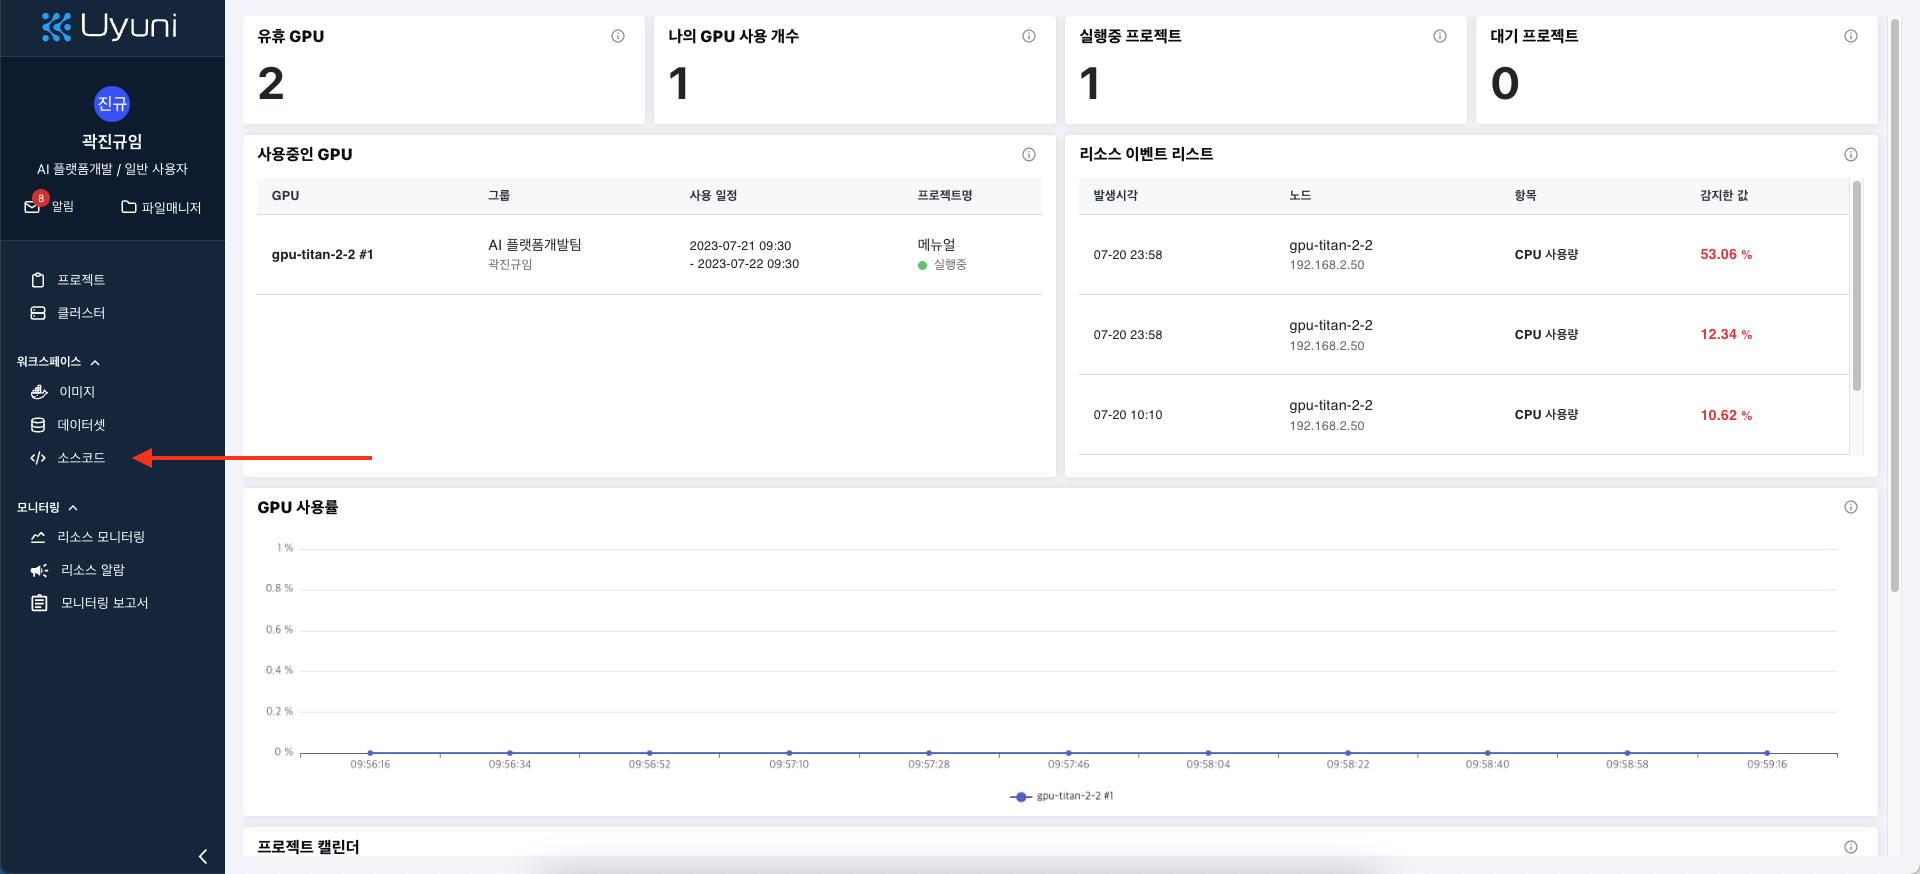 Uyuni
진규
곽진규임
AI 플랫폼개발 / 일반 사용자
8
알림
파일매니저
프로젝트
클러스터
워크스페이스
이미지
데이터셋
소스코드
모니터링
리소스 모니터링
리소스 알람
모니터링 보고서
유휴 GPU
2
나의 GPU 사용 개수
1
실행중 프로젝트
1
대기 프로젝트
0
사용중인 GPU
GPU 그룹 사용 일정 프로젝트명
gpu-titan-2-2 #1
AI 플랫폼개발팀
곽진규임
2023-07-21 09:30
- 2023-07-22 09:30
메뉴얼
실행중
리소스 이벤트 리스트
발생시각 노드 항목 감지한 값
07-20 23:58
gpu-titan-2-2
192.168.2.50
CPU 사용량
53.06 %
07-20 23:58
gpu-titan-2-2
192.168.2.50
CPU 사용량
12.34 %
07-20 10:10
gpu-titan-2-2
192.168.2.50
CPU 사용량
10.62 %
GPU 사용률
1 %
0.8 %
0.6 %
0.4 %
0.2 %
0 %
09:56:16 09:56:34 09:56:52 09:57:10 09:57:28 09:57:46 09:58:04 09:58:22 09:58:40 09:58:58 09:59:16
gpu-titan-2-2 #1
프로젝트 캘린더